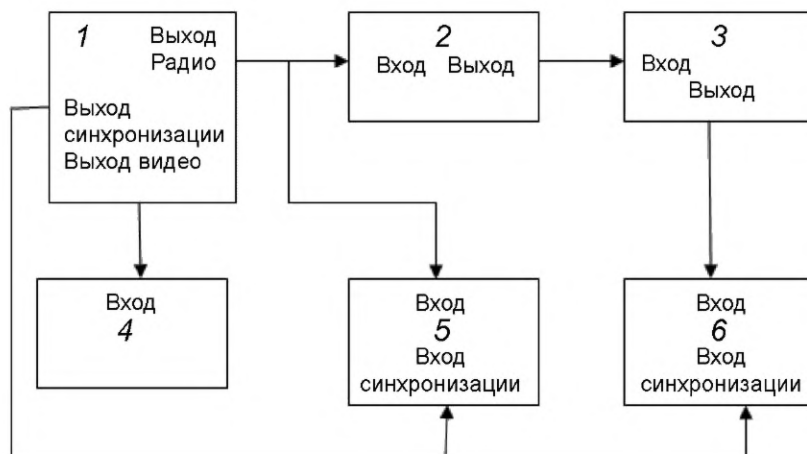 1 Выход
Радио
Выход
синхронизации
Выход видео
2
Вход Выход
3
Вход
Выход
Вход
4
Вход
5
Вход
синхронизации
Вход
6
Вход
синхронизации